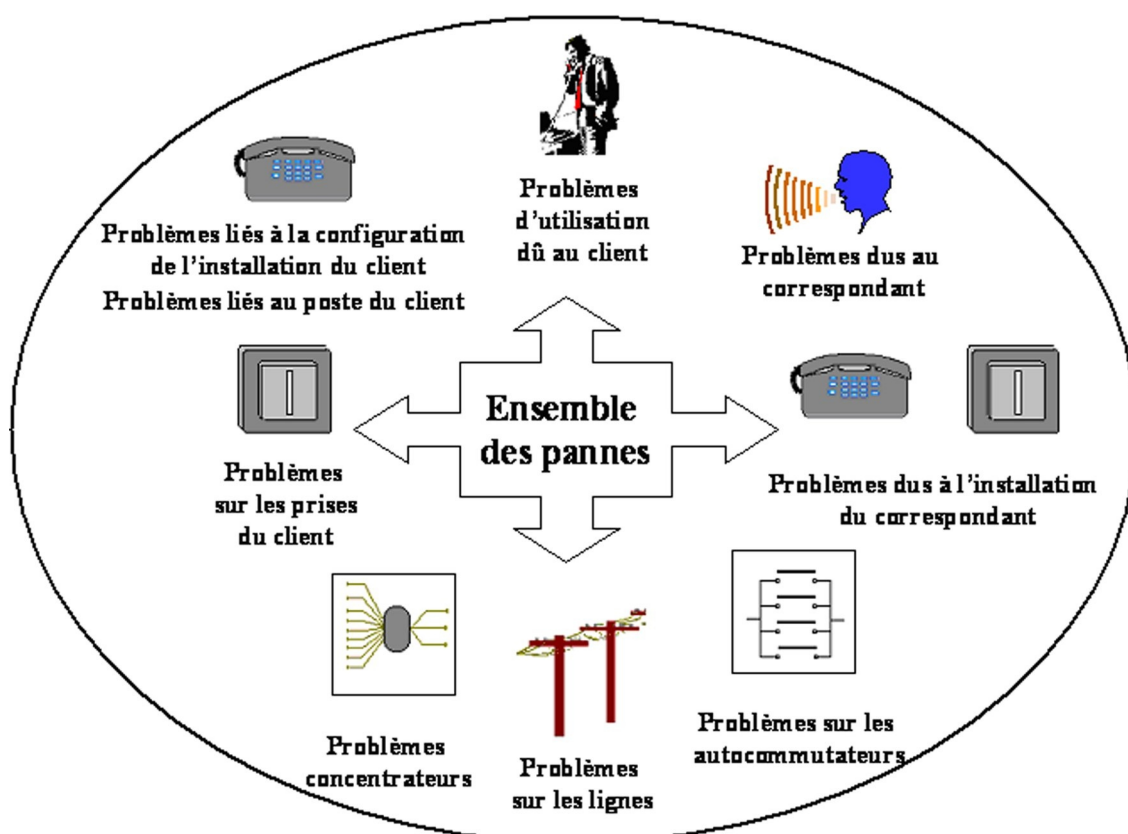 Problèmes
d'utilisation
dû au client
Problèmes liés à la configuration
de l'installation du client
Problèmes liés au poste du client
Problèmes dus au
correspondant
Ensemble
des pannes
Problèmes
sur les prises
du client
Problèmes dus à l'installation
du correspondant
Problèmes
concentrateurs
Problèmes
sur les lignes
Problèmes sur les
autocommutateurs